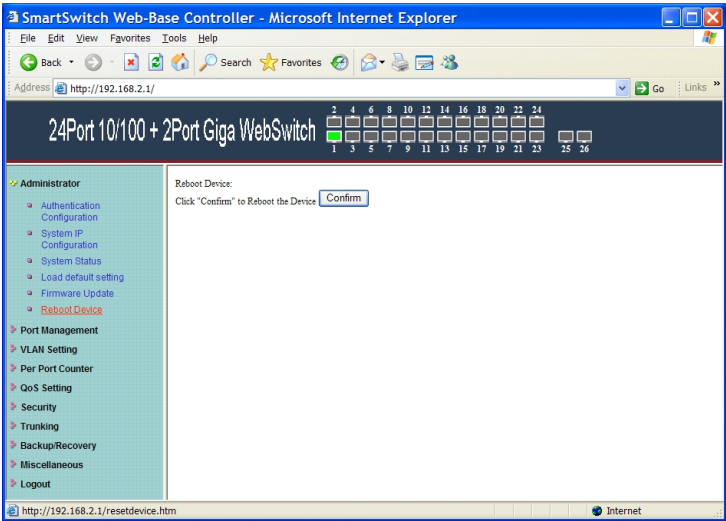 SmartSwitch Web-Base Controller - Microsoft Internet Explorer
File Edit View Favorites Tools Help
Back Search Favorites
Address http://192.168.2.1/ Go Links »
24Port 10/100 + 2Port Giga WebSwitch
2 4 6 8 10 12 14 16 18 20 22 24
1 3 5 7 9 11 13 15 17 19 21 23 25 26
Administrator
Authentication
Configuration
System IP
Configuration
System Status
Load default setting
Firmware Update
Reboot Device
Port Management
VLAN Setting
Per Port Counter
QoS Setting
Security
Trunking
Backup/Recovery
Miscellaneous
Logout
Reboot Device:
Click "Confirm" to Reboot the Device Confirm
http://192.168.2.1/resetdevice.htm Internet